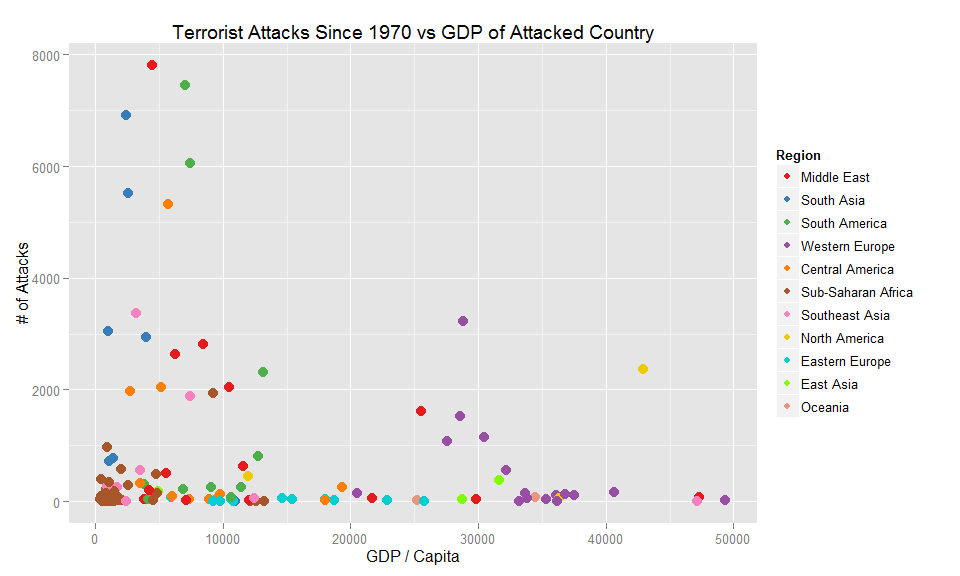 Terrorist Attacks Since 1970 vs GDP of Attacked Country
# of Attacks
8000
6000
4000
2000
0
0
10000
20000
30000
40000
50000
GDP / Capita
Region
Middle East
South Asia
South America
Western Europe
Central America
Sub-Saharan Africa
Southeast Asia
North America
Eastern Europe
East Asia
Oceania